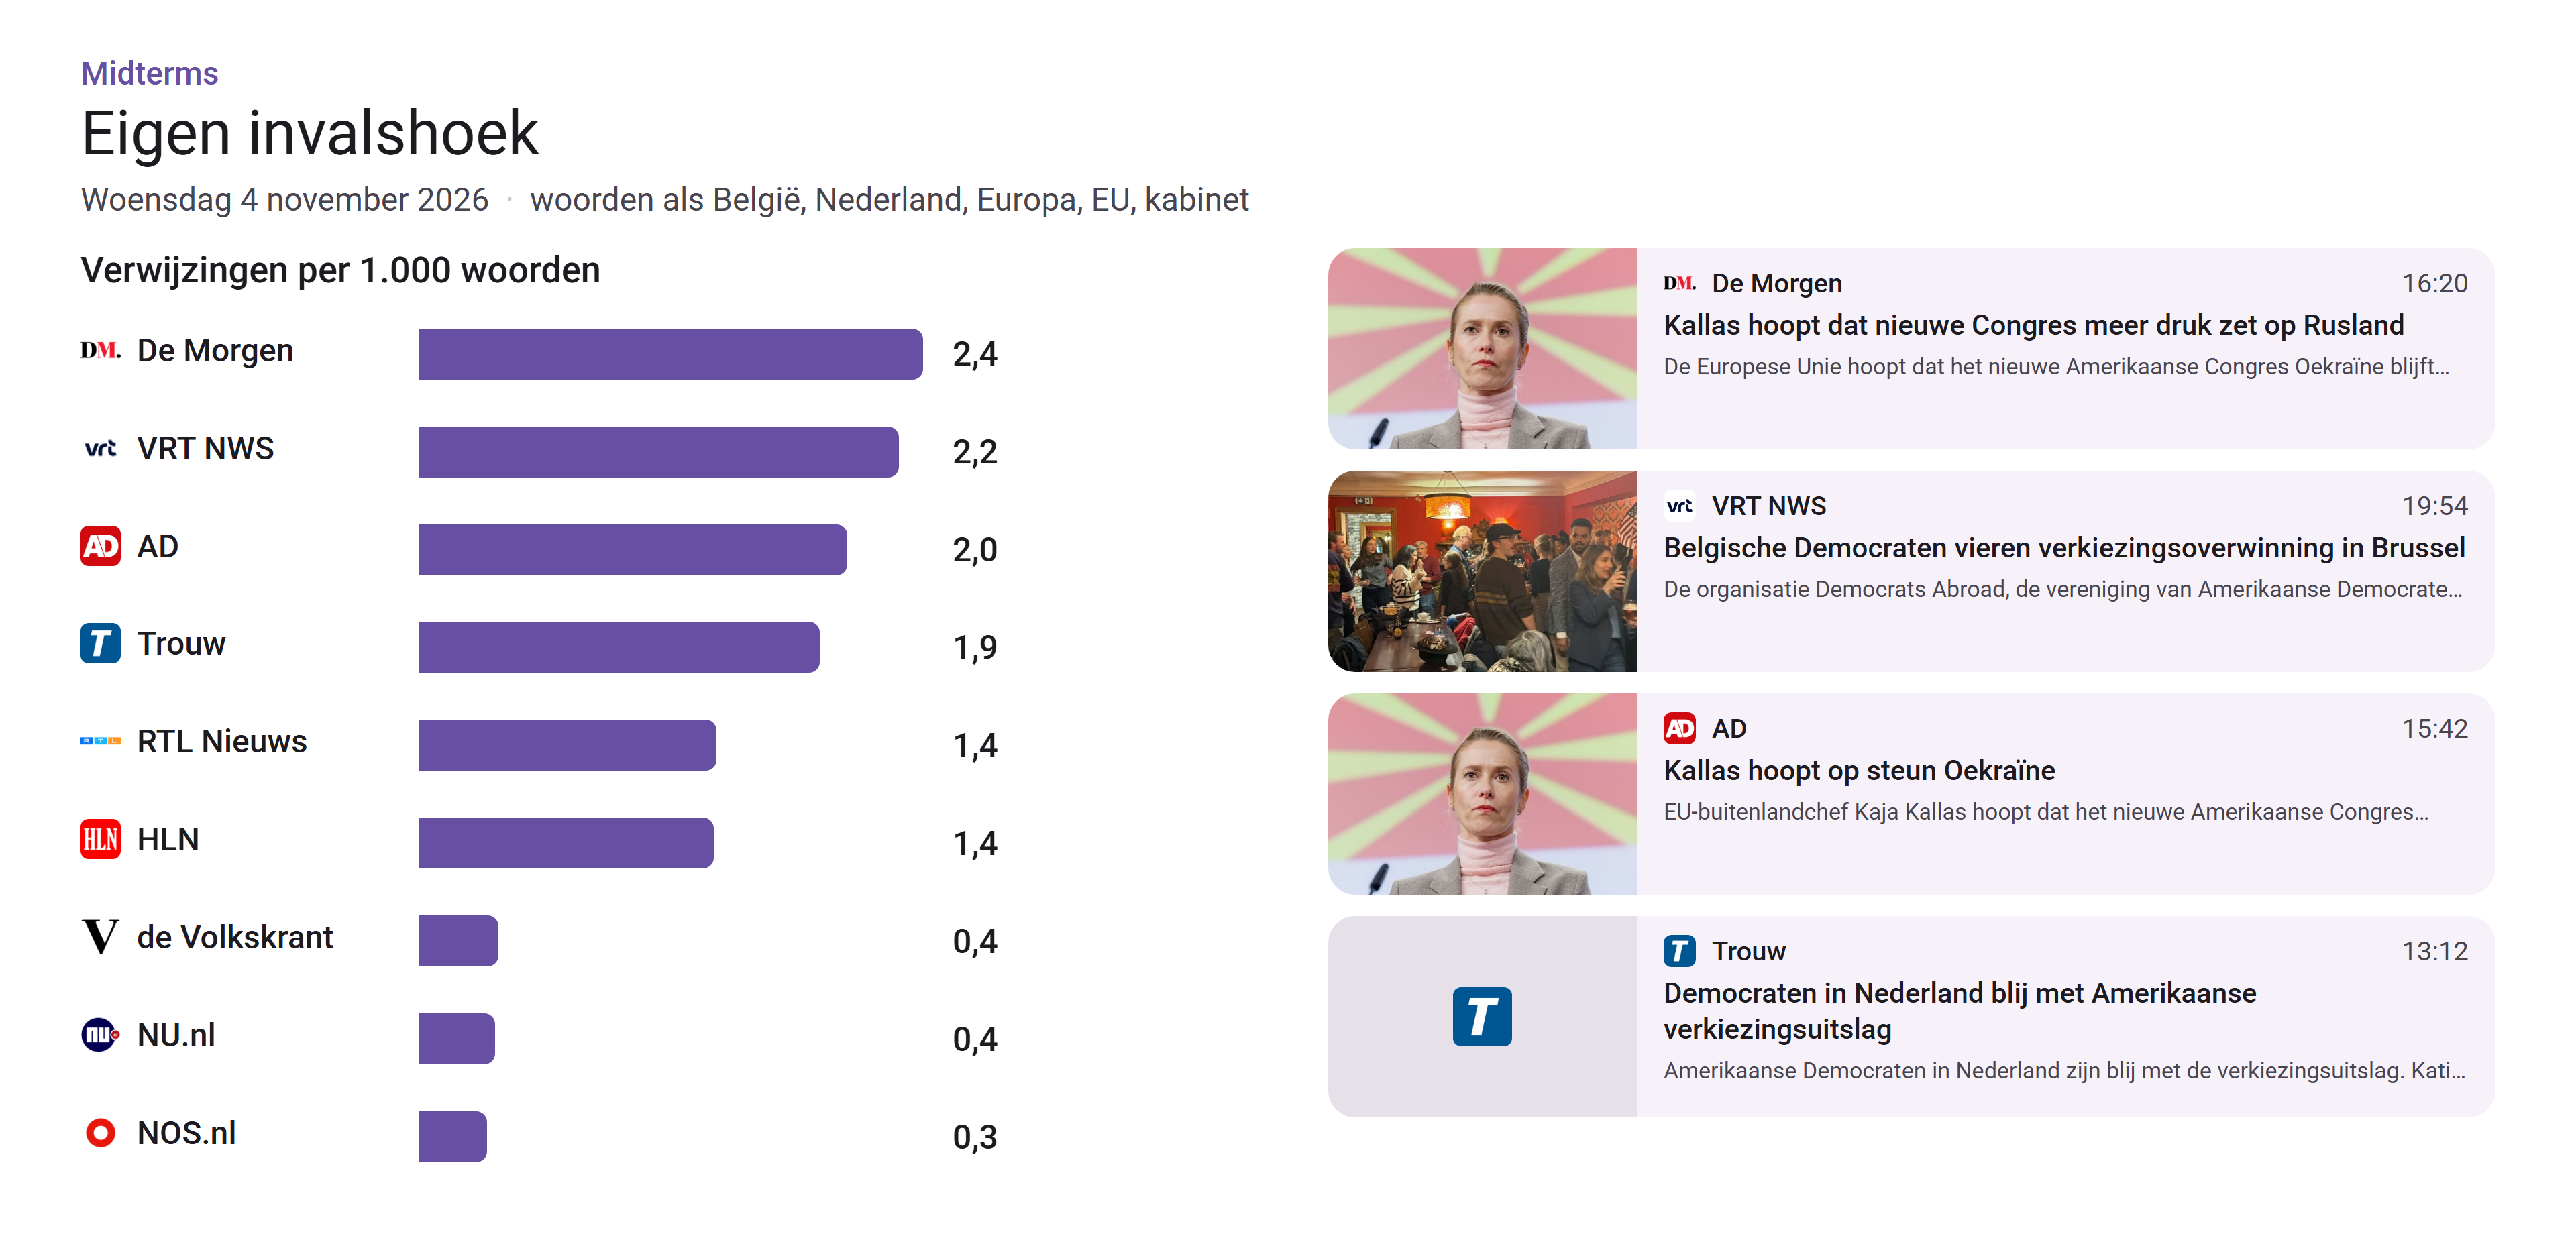 Midterms
Eigen invalshoek
Woensdag 4 november 2026 · woorden als België, Nederland, Europa, EU, kabinet
Verwijzingen per 1.000 woorden
DM. De Morgen 2,4
vrt VRT NWS 2,2
AD AD 2,0
T Trouw 1,9
RTL RTL Nieuws 1,4
HLN HLN 1,4
V de Volkskrant 0,4
NU NU.nl 0,4
NOS.nl 0,3
DM. De Morgen 16:20
Kallas hoopt dat nieuwe Congres meer druk zet op Rusland
De Europese Unie hoopt dat het nieuwe Amerikaanse Congres Oekraïne blijft...
vrt VRT NWS 19:54
Belgische Democraten vieren verkiezingsoverwinning in Brussel
De organisatie Democrats Abroad, de vereniging van Amerikaanse Democrate...
AD AD 15:42
Kallas hoopt op steun Oekraïne
EU-buitenlandchef Kaja Kallas hoopt dat het nieuwe Amerikaanse Congres...
T
T Trouw 13:12
Democraten in Nederland blij met Amerikaanse
verkiezingsuitslag
Amerikaanse Democraten in Nederland zijn blij met de verkiezingsuitslag. Kati...